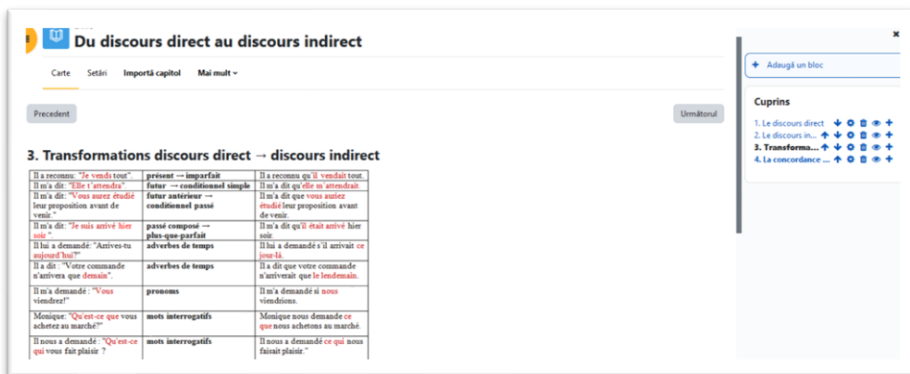 Du discours direct au discours indirect
Carte Setări Importă capitol Mai mult
Precedent
Următorul
3. Transformations discours direct → discours indirect
Il a reconnu: "Je vends tout".
présent → imparfait
Il a reconnu qu'il vendait tout.
Il m'a dit: "Elle t'attendra".
futur → conditionnel simple
Il m'a dit qu'elle m'attendrait.
Il m'a dit: "Vous aurez étudié
leur proposition avant de
venir."
futur antérieur →
conditionnel passé
Il m'a dit que vous auriez
étudié leur proposition avant
de venir.
Il m'a dit: "Je suis arrivé hier
soir ".
passé composé →
plus-que-parfait
Il m'a dit qu'il était arrivé hier
soir.
Il lui a demandé: "Arrives-tu
aujourd'hui?"
adverbes de temps
Il lui a demandé s'il arrivait ce
jour-là.
Il a dit : "Votre commande
n'arrivera que demain".
adverbes de temps
Il a dit que votre commande
n'arriverait que le lendemain.
Il m'a demandé : "Vous
viendrez!"
pronoms
Il m'a demandé si nous
viendrions.
Monique: "Qu'est-ce que vous
achetez au marché?"
mots interrogatifs
Monique nous demande ce
que nous achetons au marché.
Il nous a demandé : "Qu'est-ce
qui vous fait plaisir ?
mots interrogatifs
Il nous a demandé ce qui nous
faisait plaisir."
Adeugă un bloc
Cuprins
1. Le discours direct
2. Le discours in...
3. Transforma...
4. La concordance ...